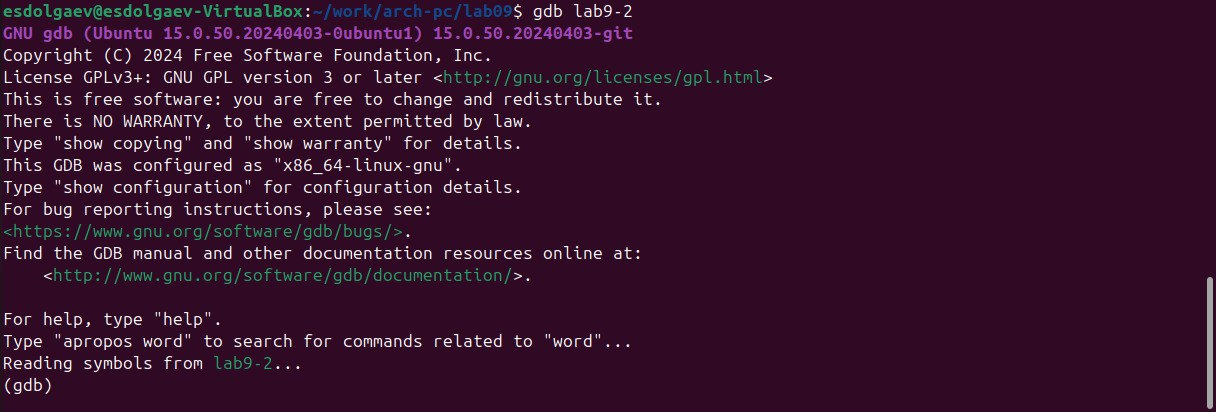 esdolgaev@esdolgaev-VirtualBox:~/work/arch-pc/lab09$ gdb lab9-2
GNU gdb (Ubuntu 15.0.50.20240403-0ubuntu1) 15.0.50.20240403-git
Copyright (C) 2024 Free Software Foundation, Inc.
License GPLv3+: GNU GPL version 3 or later <http://gnu.org/licenses/gpl.html>
This is free software: you are free to change and redistribute it.
There is NO WARRANTY, to the extent permitted by law.
Type "show copying" and "show warranty" for details.
This GDB was configured as "x86_64-linux-gnu".
Type "show configuration" for configuration details.
For bug reporting instructions, please see:
<https://www.gnu.org/software/gdb/bugs/>.
Find the GDB manual and other documentation resources online at:
    <http://www.gnu.org/software/gdb/documentation/>.

For help, type "help".
Type "apropos word" to search for commands related to "word"...
Reading symbols from lab9-2...
(gdb)